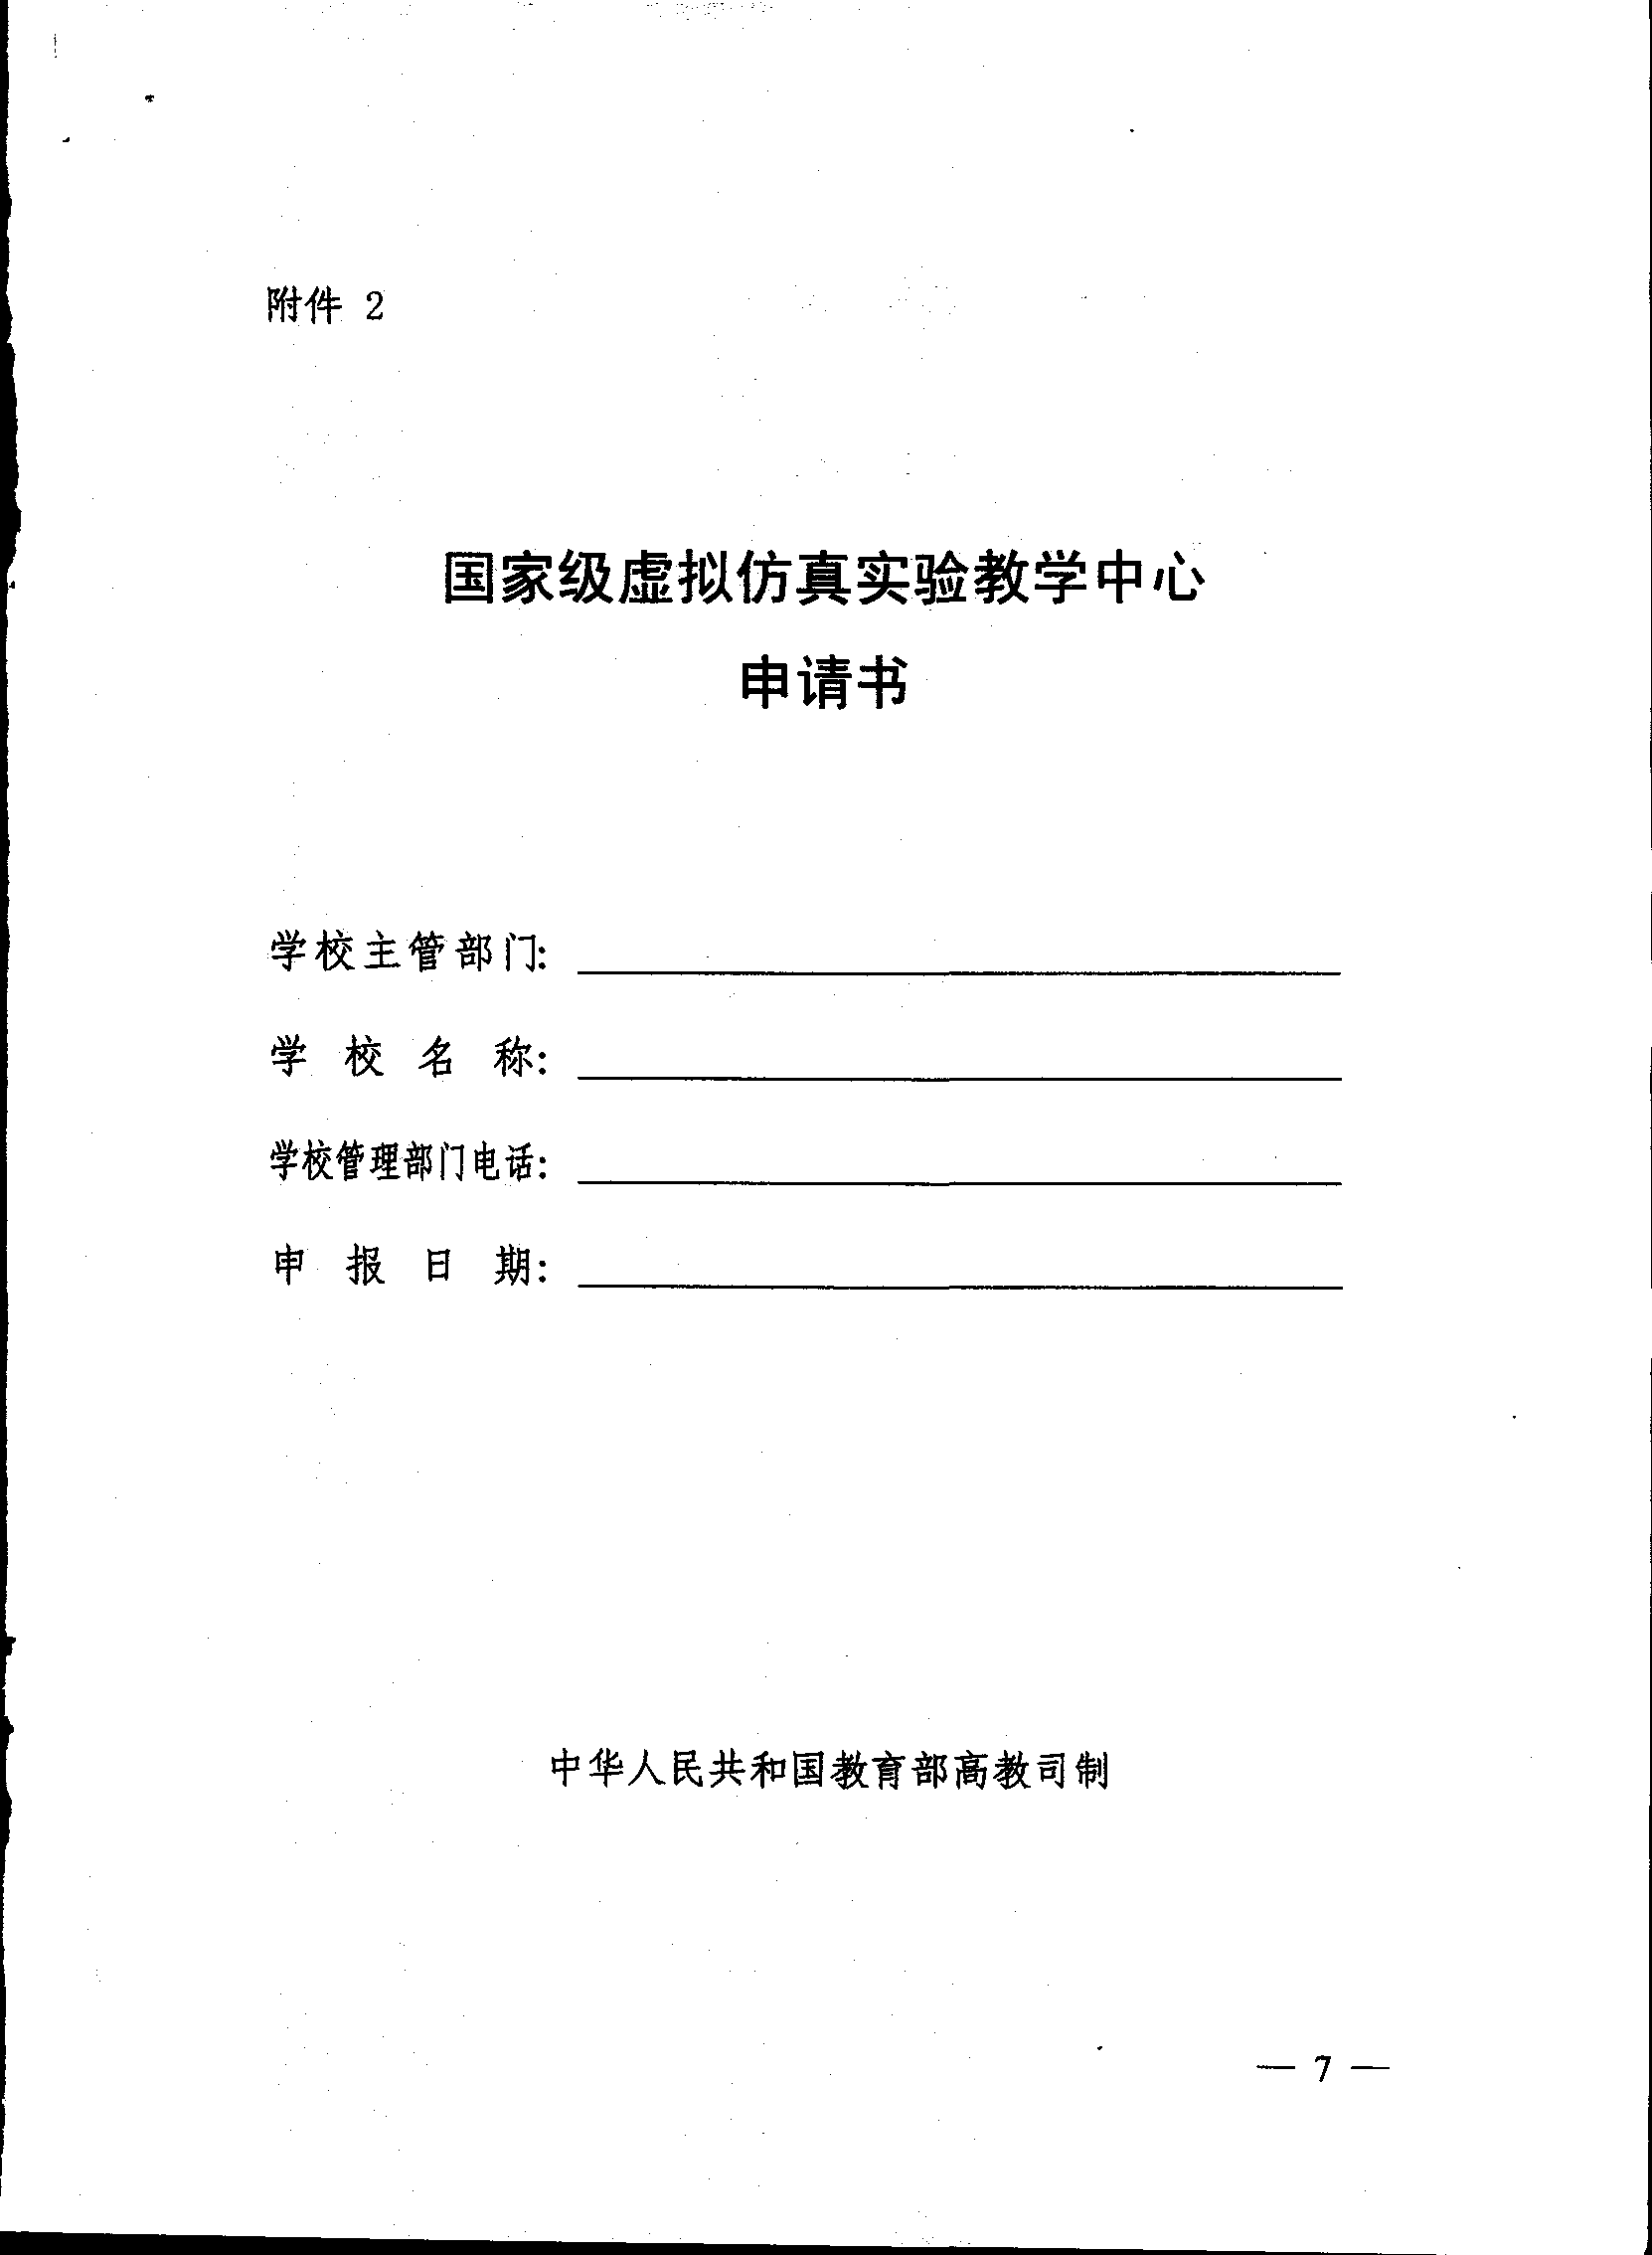 附件 2
国家级虚拟仿真实验教学中心
申请书
学校主管部门:
学校名称:
学校管理部门电话:
申报日期:
中华人民共和国教育部高教司制
— 7 —